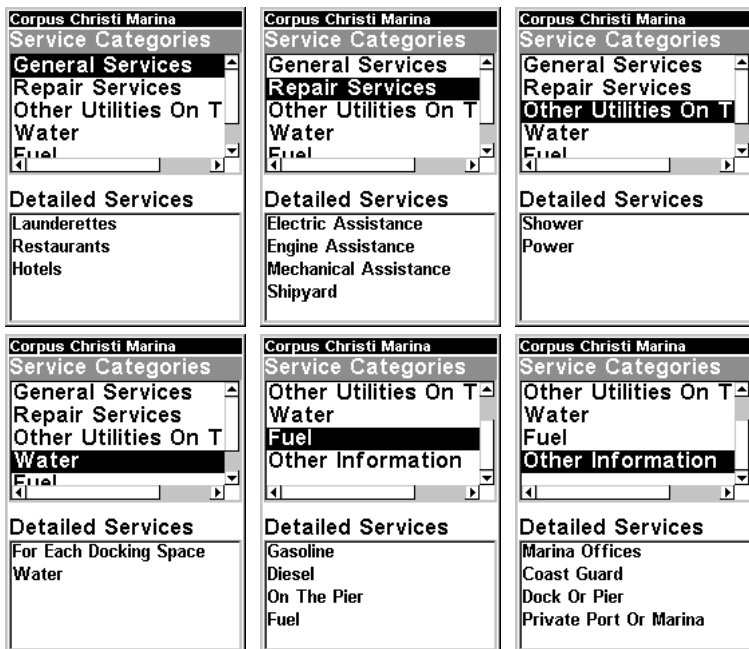 Corpus Christi Marina
Service Categories
General Services
Repair Services
Other Utilities On T
Water
Fuel
Detailed Services
Launderettes
Restaurants
Hotels
Corpus Christi Marina
Service Categories
General Services
Repair Services
Other Utilities On T
Water
Fuel
Detailed Services
Electric Assistance
Engine Assistance
Mechanical Assistance
Shipyard
Corpus Christi Marina
Service Categories
General Services
Repair Services
Other Utilities On T
Water
Fuel
Detailed Services
Shower
Power
Corpus Christi Marina
Service Categories
General Services
Repair Services
Other Utilities On T
Water
Fuel
Detailed Services
For Each Docking Space
Water
Corpus Christi Marina
Service Categories
Other Utilities On T
Water
Fuel
Other Information
Detailed Services
Gasoline
Diesel
On The Pier
Fuel
Corpus Christi Marina
Service Categories
Other Utilities On T
Water
Fuel
Other Information
Detailed Services
Marina Offices
Coast Guard
Dock Or Pier
Private Port Or Marina